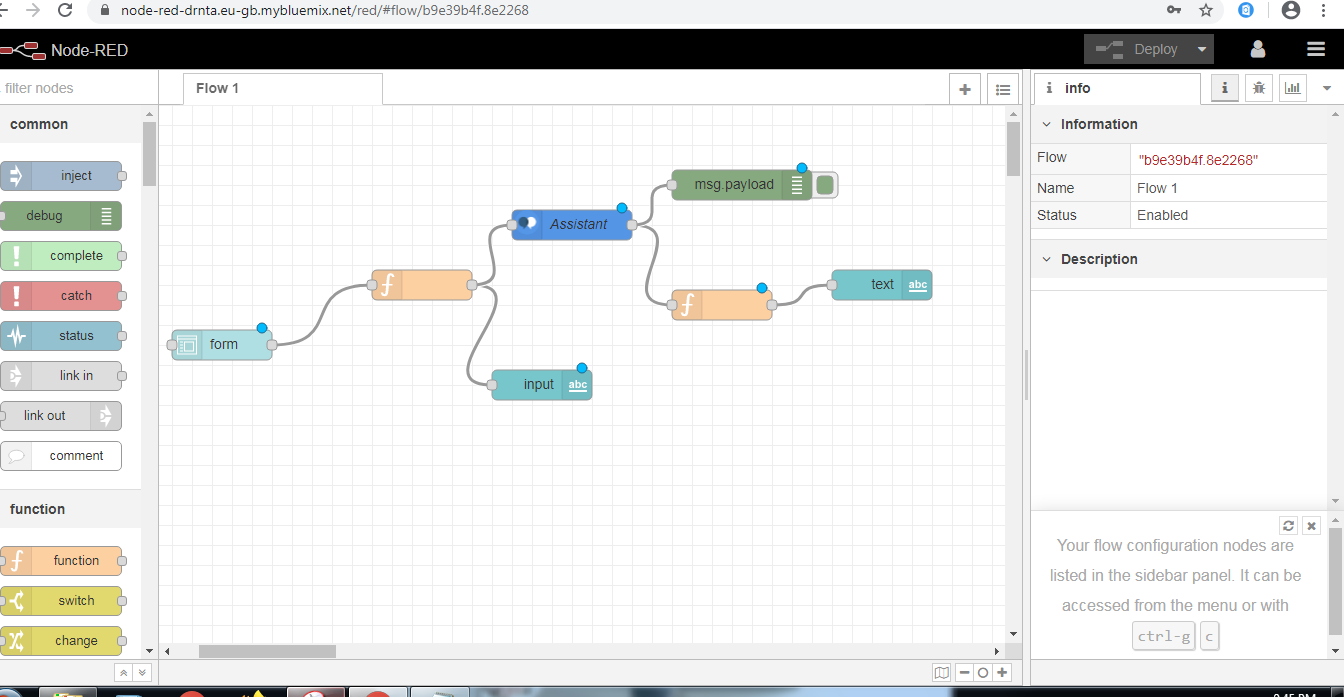 node-red-drnta.eu-gb.mybluemix.net/red/#flow/b9e39b4f.8e2268
Node-RED
Deploy
filter nodes
Flow 1
i info
i
common
inject
debug
complete
catch
status
link in
link out
comment
function
function
switch
change
msg.payload
Assistant
text
abc
form
input
abc
Information
Flow "b9e39b4f.8e2268"
Name Flow 1
Status Enabled
Description
Your flow configuration nodes are
listed in the sidebar panel. It can be
accessed from the menu or with
ctrl-g c